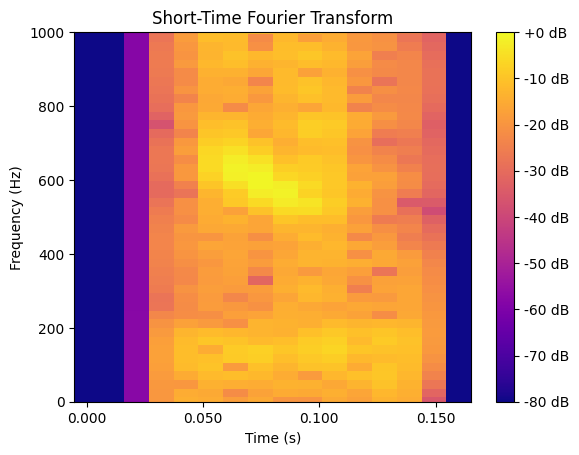 Short-Time Fourier Transform
1000
800
600
400
200
0
Frequency (Hz)
0.000
0.050
0.100
0.150
Time (s)
+0 dB
-10 dB
-20 dB
-30 dB
-40 dB
-50 dB
-60 dB
-70 dB
-80 dB